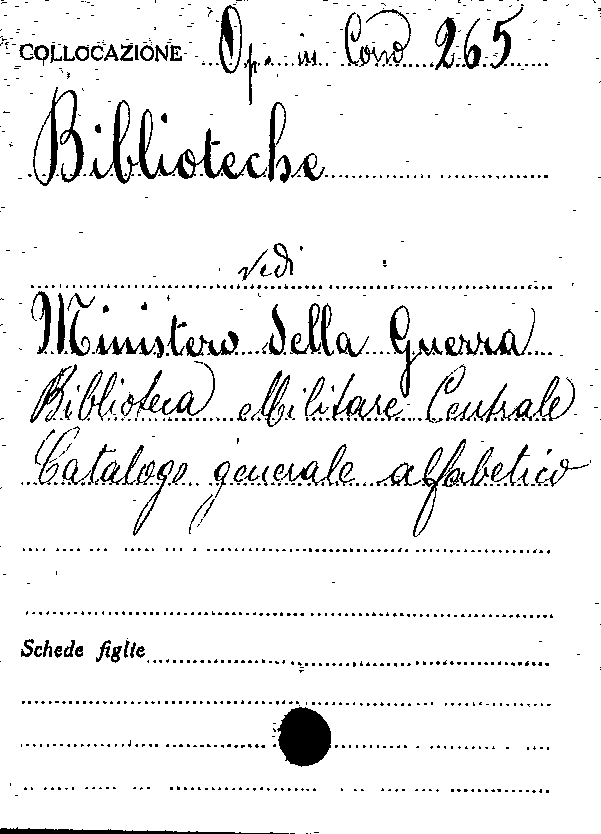 COLLOCAZIONE Op. in Cons 265
Biblioteche
vedi
Ministero della Guerra
Biblioteca Militare Centrale
Catalogo generale alfabetico
Schede figlie